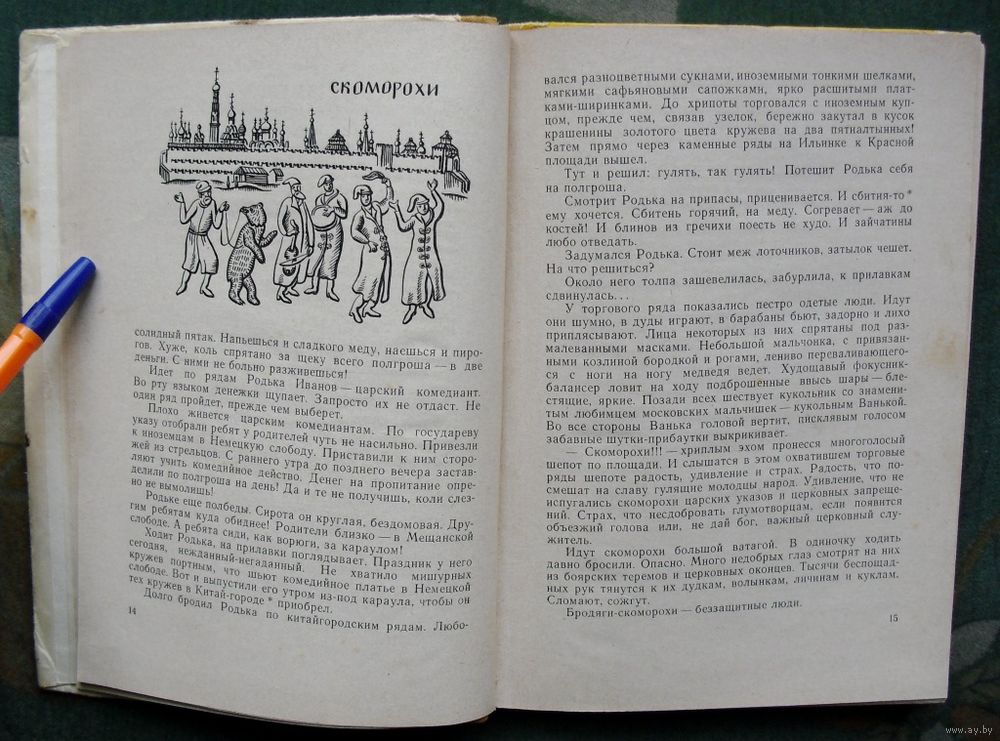 СКОМОРОХИ
солидный пятак. Напьешься и сладкого меду, наешься и пиро-
гов. Хуже, коль спрятано за щеку всего полгроша — в две
деньги. С ними не больно разживешься!
Идет по рядам Родька Иванов — царский комедиант.
Во рту языком денежки щупает. Запросто их не отдаст. Не
один ряд пройдет, прежде чем выберет.
Плохо живется царским комедиантам. По государеву
указу отобрали ребят у родителей чуть не насильно. Привезли
к иноземцам в Немецкую слободу. Приставили к ним сторо-
жей из стрельцов. С раннего утра до позднего вечера застав-
ляют учить комедийное действо. Денег на пропитание опре-
делили по полгроша на день! Да и те не получишь, коли слез-
но не вымолишь!
Родьке еще полбеды. Сирота он круглая, бездомовая. Дру-
гим ребятам куда обиднее! Родители близко — в Мещанской
слободе. А ребята сиди, как ворюги, за караулом!
Ходит Родька, на прилавки поглядывает. Праздник у него
сегодня, нежданный-негаданный. Не хватило мишурных
кружев портным, что шьют комедийное платье в Немецкой
слободе. Вот и выпустили его утром из-под караула, чтобы он
тех кружев в Китай-городе * приобрел.
Долго бродил Родька по китайгородским рядам. Любо-
14
вался разноцветными сукнами, иноземными тонкими шелками,
мягкими сафьяновыми сапожками, ярко расшитыми плат-
ками-ширинками. До хрипоты торговался с иноземным куп-
цом, прежде чем, связав узелок, бережно закутал в кусок
крашенины золотого цвета кружева на два пятиалтынных!
Затем прямо через каменные ряды на Ильинке к Красной
площади вышел.
Тут и решил: гулять, так гулять! Потешит Родька себя
на полгроша.
Смотрит Родька на припасы, приценивается. И сбитня-то *
ему хочется. Сбитень горячий, на меду. Согревает — аж до
костей! И блинов из гречихи поесть не худо. И зайчатины
любо отведать.
Задумался Родька. Стоит меж лоточников, затылок чешет.
На что решиться?
Около него толпа зашевелилась, забурлила, к прилавкам
сдвинулась...
У торгового ряда показались пестро одетые люди. Идут
они шумно, в дуды играют, в барабаны бьют, задорно и лихо
приплясывают. Лица некоторых из них спрятаны под раз-
малеванными масками. Небольшой мальчонка, с привязан-
ными козлиной бородкой и рогами, лениво переваливающего-
ся с ноги на ногу медведя ведет. Худощавый фокусник-
балансер ловит на ходу подброшенные ввысь шары — бле-
стящие, яркие. Позади всех шествует кукольник со знамени-
тым любимцем московских мальчишек — кукольным Ванькой.
Во все стороны Ванька головой вертит, писклявым голосом
забавные шутки-прибаутки выкрикивает.
— Скоморохи!!! — хриплым эхом пронесся многоголосый
шепот по площади. И слышатся в этом охватившем торговые
ряды шепоте радость, удивление и страх. Радость, что по-
смешат на славу гулящие молодцы народ. Удивление, что не
испугались скоморохи царских указов и церковных запреще-
ний. Страх, что несдобровать глумотворцам, если появится
объезжий голова или, не дай бог, важный церковный слу-
житель.
Идут скоморохи большой ватагой. В одиночку ходить
давно бросили. Опасно. Много недобрых глаз смотрят на них
из боярских теремов и церковных оконцев. Тысячи беспощад-
ных рук тянутся к их дудкам, волынкам, личинам и куклам.
Сломают, сожгут.
Бродяги-скоморохи — беззащитные люди.
15
www.ay.by